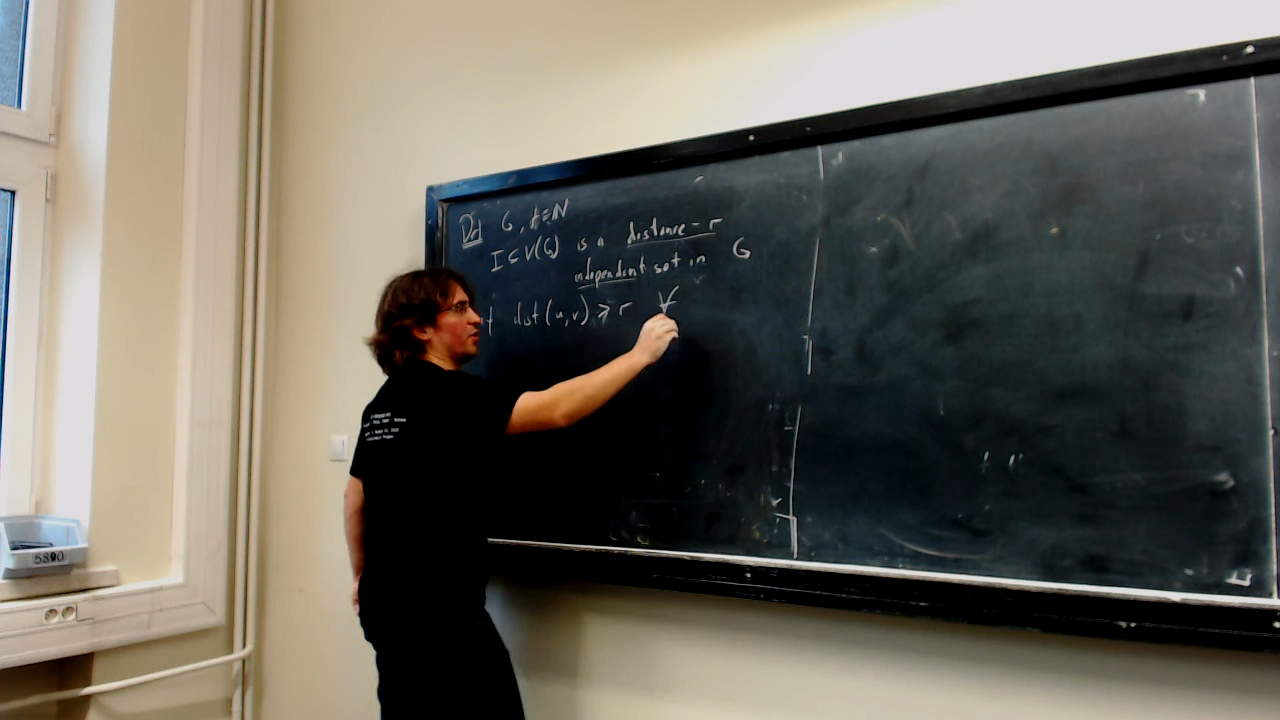 Def G, r∈N
I ⊂ V(G) is a distance-r
independent set in G
if dist(u,v) ≥ r ∀
5890